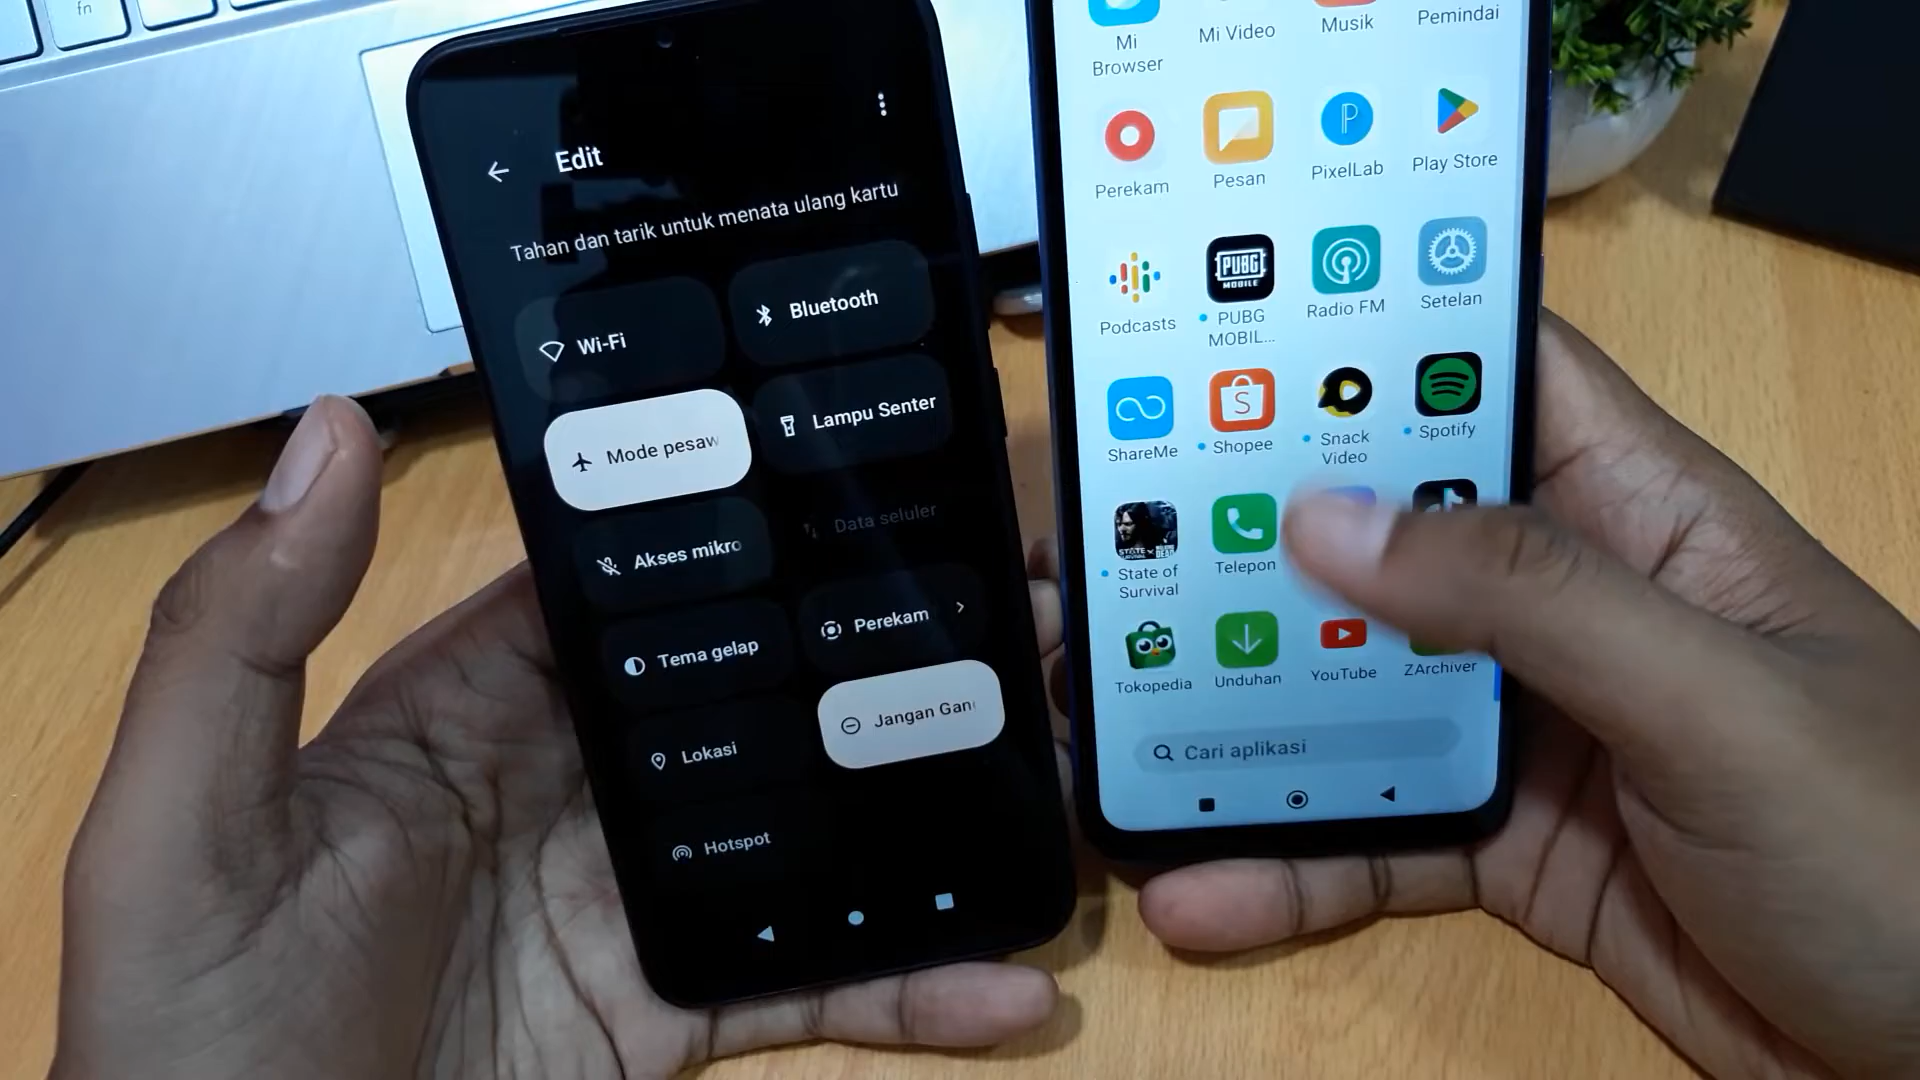 fn
Edit
Tahan dan tarik untuk menata ulang kartu
Wi-Fi
Bluetooth
Mode pesaw
Lampu Senter
Akses mikro
Data seluler
Tema gelap
Perekam
Lokasi
Jangan Gan
Hotspot
Mi
Browser
Mi Video
Musik
Pemindai
Perekam
Pesan
PixelLab
Play Store
Podcasts
PUBG
MOBILE
PUBG
MOBIL...
Radio FM
Setelan
ShareMe
Shopee
Snack
Video
Spotify
State of
Survival
Telepon
Tokopedia
Unduhan
YouTube
ZArchiver
Cari aplikasi